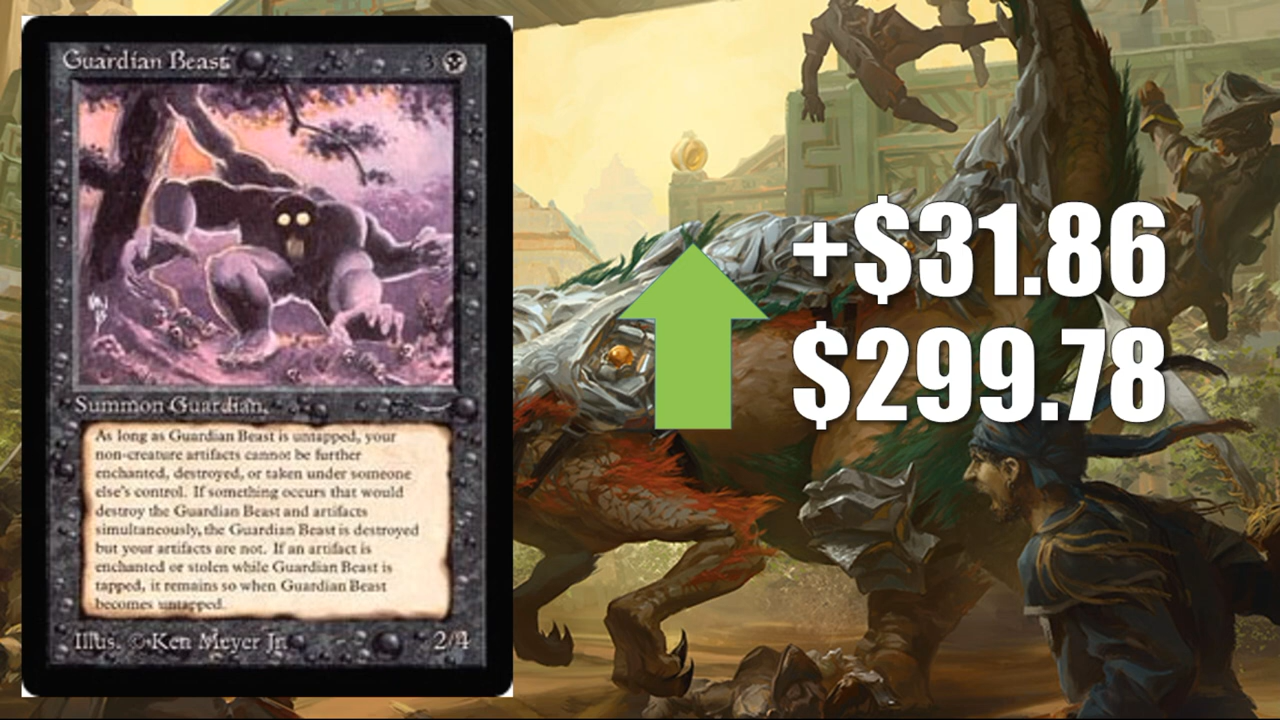 Guardian Beast
3
Summon Guardian
As long as Guardian Beast is untapped, your
non-creature artifacts cannot be further
enchanted, destroyed, or taken under someone
else's control. If something occurs that would
destroy the Guardian Beast and artifacts
simultaneously, the Guardian Beast is destroyed
but your artifacts are not. If an artifact is
enchanted or stolen while Guardian Beast is
tapped, it remains so when Guardian Beast
becomes untapped.
Illus. © Ken Meyer Jr.
2/4
+$31.86
$299.78